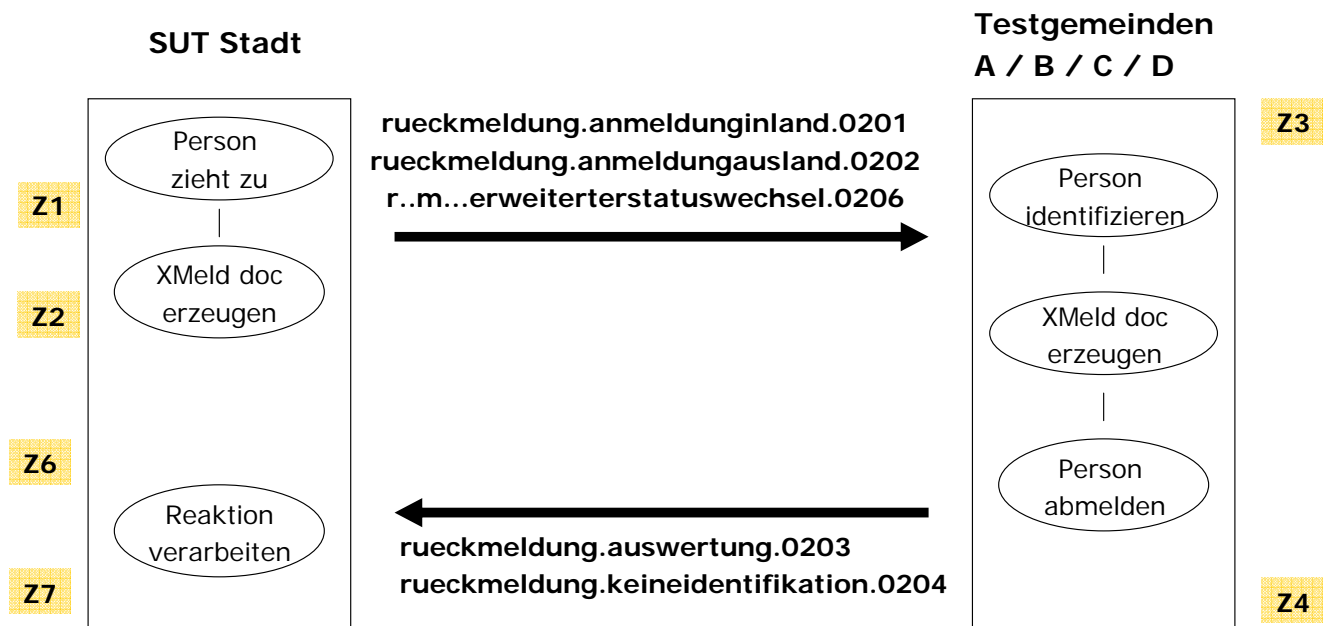 SUT Stadt
Testgemeinden
A / B / C / D
Person
zieht zu
Z1
XMeld doc
erzeugen
Z2
Z6
Reaktion
verarbeiten
Z7
rueckmeldung.anmeldunginland.0201
rueckmeldung.anmeldungausland.0202
r..m...erweiterterstatuswechsel.0206
rueckmeldung.auswertung.0203
rueckmeldung.keineidentifikation.0204
Z3
Person
identifizieren
XMeld doc
erzeugen
Person
abmelden
Z4